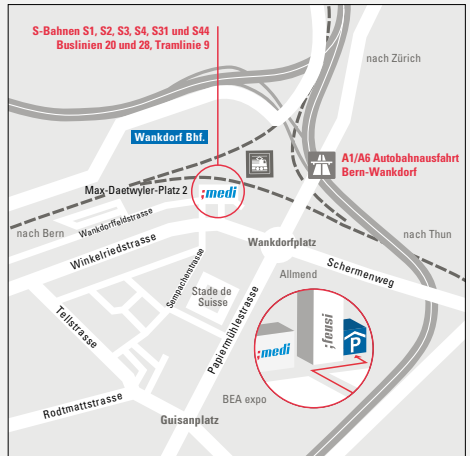 S-Bahnen S1, S2, S3, S4, S31 und S44
Buslinien 20 und 28, Tramlinie 9
nach Zürich
Wankdorf Bhf.
A1/A6 Autobahnausfahrt
Bern-Wankdorf
Max-Daetwyler-Platz 2
;medi
Wankdorffeldstrasse
nach Bern
Winkelriedstrasse
Wankdorfplatz
nach Thun
Sempacherstrasse
Schermenweg
Allmend
Stade de
Suisse
Tellstrasse
Papiermühlestrasse
;feusi
;medi
P
BEA expo
Rodtmattstrasse
Guisanplatz